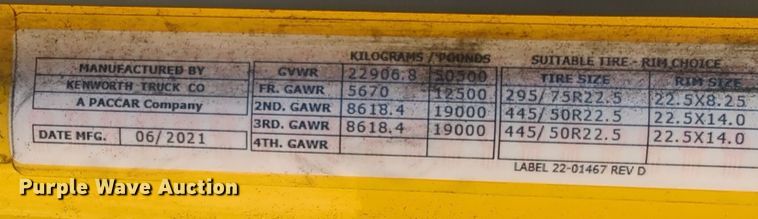 KILOGRAMS / POUNDS SUITABLE TIRE - RIM CHOICE
MANUFACTURED BY GVWR 22906.8 50500 TIRE SIZE RIM SIZE
KENWORTH TRUCK CO FR. GAWR 5670 12500 295/75R22.5 22.5X8.25
A PACCAR Company 2ND. GAWR 8618.4 19000 445/50R22.5 22.5X14.0
3RD. GAWR 8618.4 19000 445/50R22.5 22.5X14.0
DATE MFG. 06/2021 4TH. GAWR
LABEL 22-01467 REV D
Purple Wave Auction